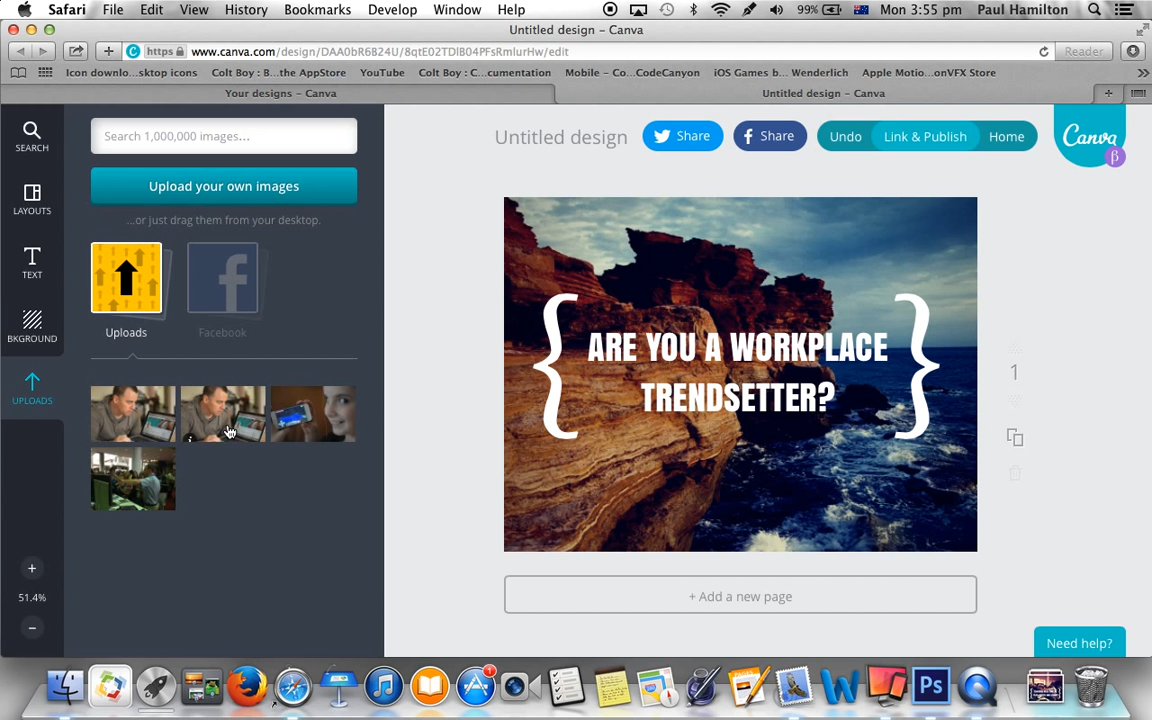 Safari File Edit View History Bookmarks Develop Window Help 99% Mon 3:55 pm Paul Hamilton
Untitled design – Canva
https www.canva.com/design/DAA0bR6B24U/8qtE02TDlB04PFsRmlurHw/edit Reader
Icon downlo...sktop icons Colt Boy : B...the AppStore YouTube Colt Boy : C...cumentation Mobile – Co...CodeCanyon iOS Games b... Wenderlich Apple Motio...onVFX Store
Your designs – Canva Untitled design – Canva
SEARCH
LAYOUTS
TEXT
BKGROUND
UPLOADS
+
51.4%
−
Search 1,000,000 images...
Upload your own images
...or just drag them from your desktop.
Uploads Facebook
Untitled design Share Share Undo Link & Publish Home Canva β
{ ARE YOU A WORKPLACE
TRENDSETTER? }
1
+ Add a new page
Need help?
1
W Ps